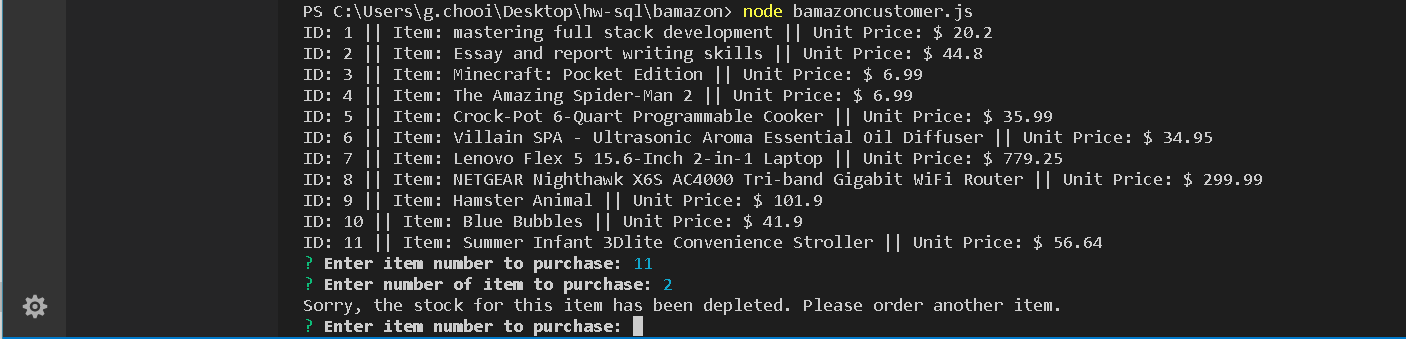 PS C:\Users\g.chooi\Desktop\hw-sql\bamazon> node bamazoncustomer.js
ID: 1 || Item: mastering full stack development || Unit Price: $ 20.2
ID: 2 || Item: Essay and report writing skills || Unit Price: $ 44.8
ID: 3 || Item: Minecraft: Pocket Edition || Unit Price: $ 6.99
ID: 4 || Item: The Amazing Spider-Man 2 || Unit Price: $ 6.99
ID: 5 || Item: Crock-Pot 6-Quart Programmable Cooker || Unit Price: $ 35.99
ID: 6 || Item: Villain SPA - Ultrasonic Aroma Essential Oil Diffuser || Unit Price: $ 34.95
ID: 7 || Item: Lenovo Flex 5 15.6-Inch 2-in-1 Laptop || Unit Price: $ 779.25
ID: 8 || Item: NETGEAR Nighthawk X6S AC4000 Tri-band Gigabit WiFi Router || Unit Price: $ 299.99
ID: 9 || Item: Hamster Animal || Unit Price: $ 101.9
ID: 10 || Item: Blue Bubbles || Unit Price: $ 41.9
ID: 11 || Item: Summer Infant 3Dlite Convenience Stroller || Unit Price: $ 56.64
? Enter item number to purchase: 11
? Enter number of item to purchase: 2
Sorry, the stock for this item has been depleted. Please order another item.
? Enter item number to purchase: